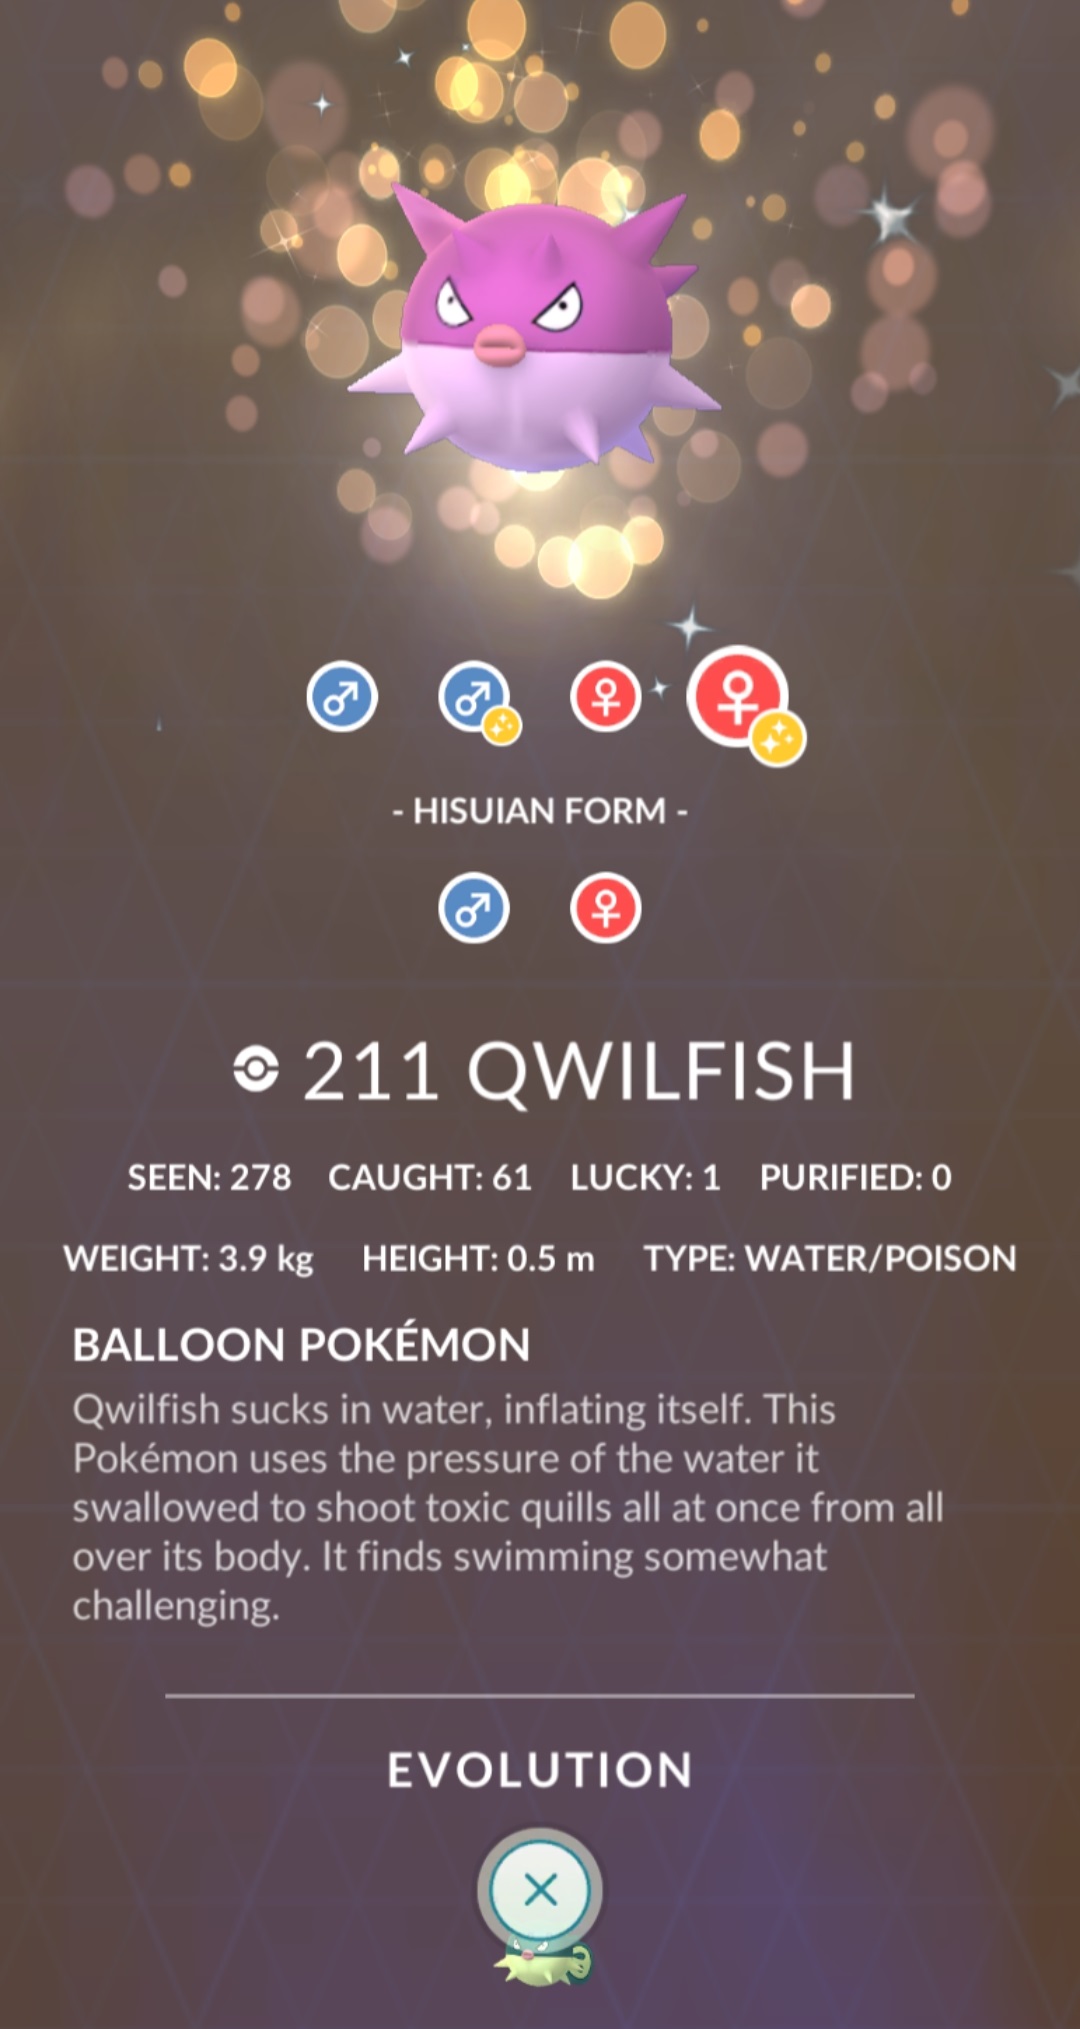 - HISUIAN FORM -
211 QWILFISH
SEEN: 278 CAUGHT: 61 LUCKY: 1 PURIFIED: 0
WEIGHT: 3.9 kg HEIGHT: 0.5 m TYPE: WATER/POISON
BALLOON POKÉMON
Qwilfish sucks in water, inflating itself. This
Pokémon uses the pressure of the water it
swallowed to shoot toxic quills all at once from all
over its body. It finds swimming somewhat
challenging.
EVOLUTION